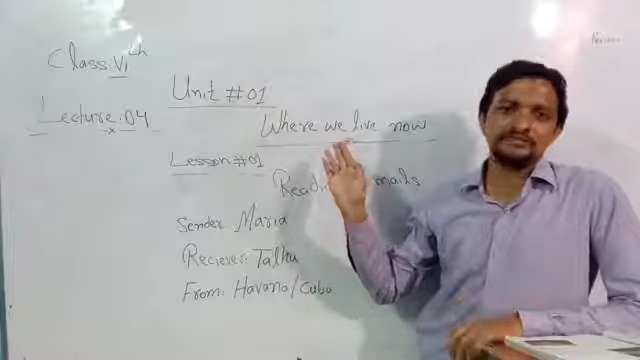 Class: VIth
Lecture: 04
Unit #01
Where we live now
Lesson #01
mails
Sender Maria
Reciever: Talha
From: Havana/Cuba